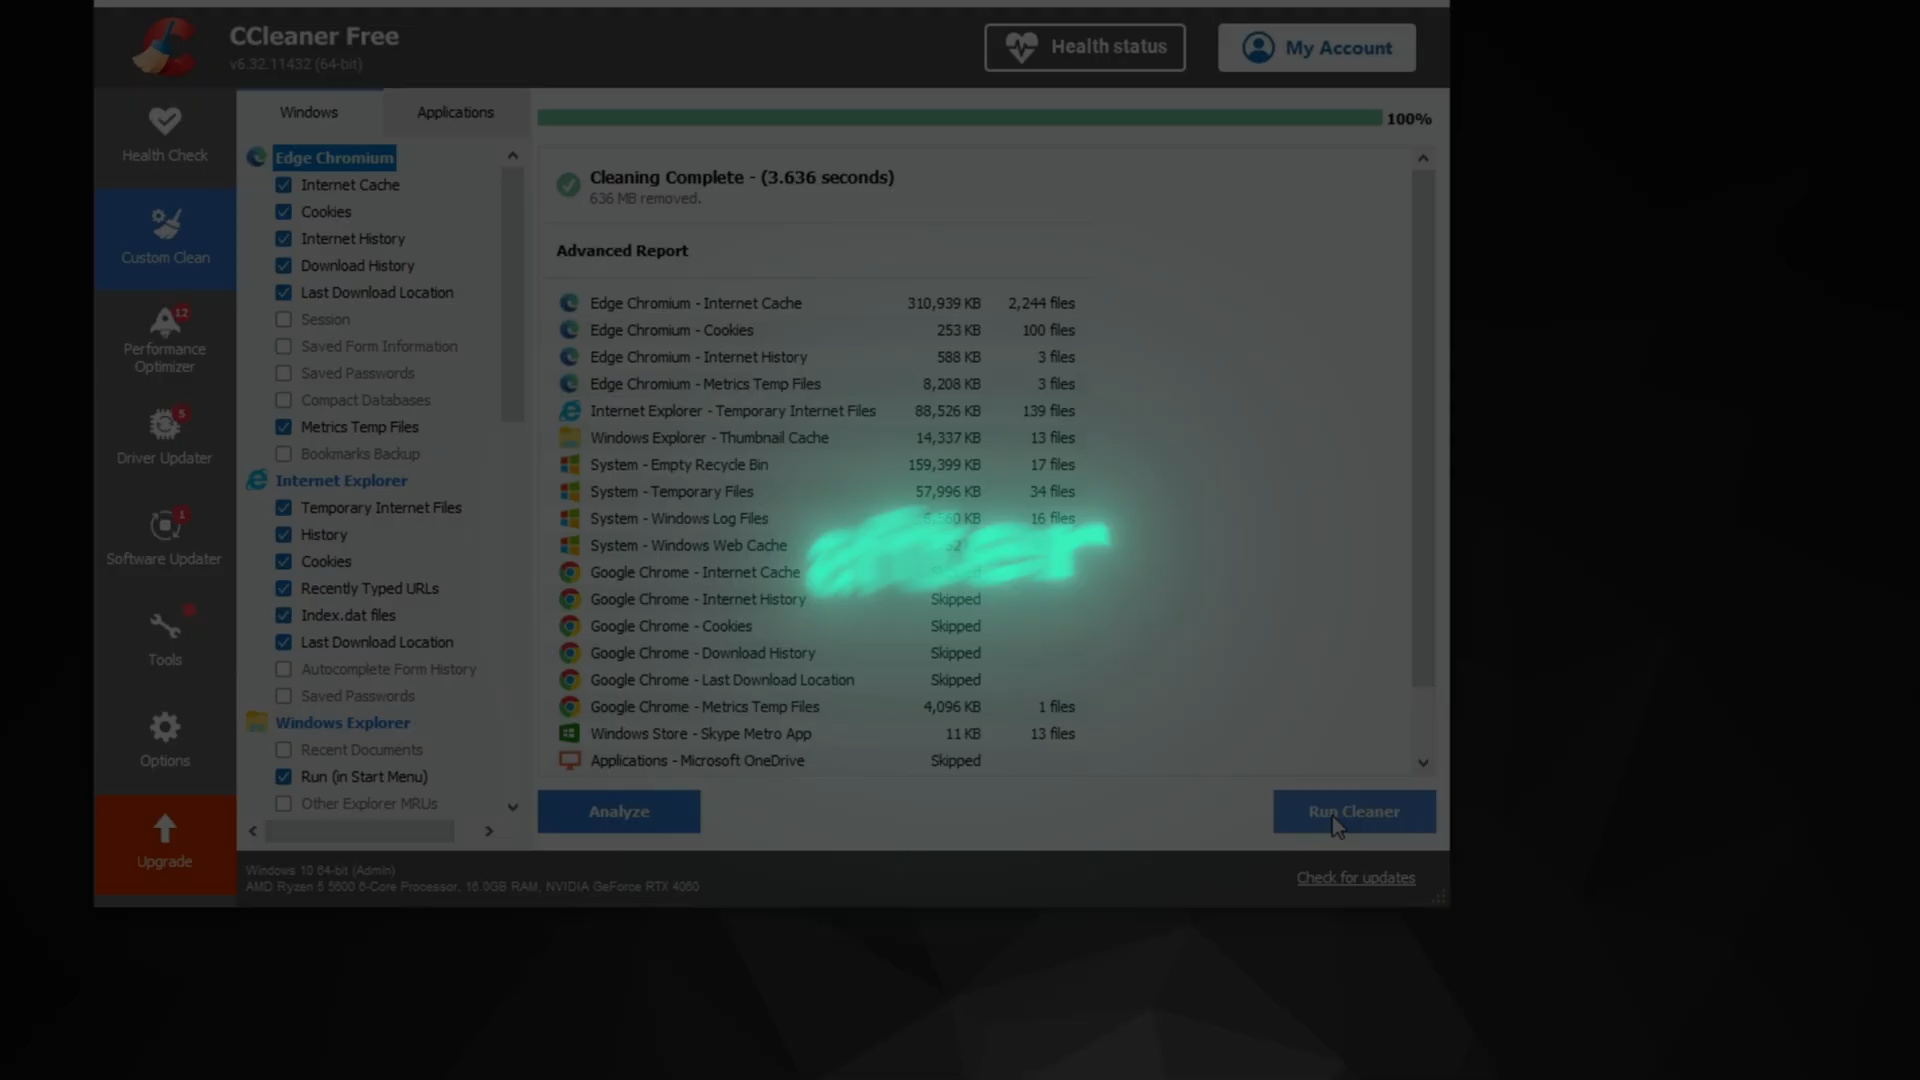 CCleaner Free
v6.32.11432 (64-bit)
Health status
My Account
Health Check
Custom Clean
12
Performance
Optimizer
5
Driver Updater
1
Software Updater
Tools
Options
Upgrade
Windows
Applications
Edge Chromium
Internet Cache
Cookies
Internet History
Download History
Last Download Location
Session
Saved Form Information
Saved Passwords
Compact Databases
Metrics Temp Files
Bookmarks Backup
Internet Explorer
Temporary Internet Files
History
Cookies
Recently Typed URLs
Index.dat files
Last Download Location
Autocomplete Form History
Saved Passwords
Windows Explorer
Recent Documents
Run (in Start Menu)
Other Explorer MRUs
100%
Cleaning Complete - (3.636 seconds)
636 MB removed.
Advanced Report
Edge Chromium - Internet Cache 310,939 KB 2,244 files
Edge Chromium - Cookies 253 KB 100 files
Edge Chromium - Internet History 588 KB 3 files
Edge Chromium - Metrics Temp Files 8,208 KB 3 files
Internet Explorer - Temporary Internet Files 88,526 KB 139 files
Windows Explorer - Thumbnail Cache 14,337 KB 13 files
System - Empty Recycle Bin 159,399 KB 17 files
System - Temporary Files 57,996 KB 34 files
System - Windows Log Files KB 16 files
System - Windows Web Cache
Google Chrome - Internet Cache
Google Chrome - Internet History Skipped
Google Chrome - Cookies Skipped
Google Chrome - Download History Skipped
Google Chrome - Last Download Location Skipped
Google Chrome - Metrics Temp Files 4,096 KB 1 files
Windows Store - Skype Metro App 11 KB 13 files
Applications - Microsoft OneDrive Skipped
Analyze
Run Cleaner
Windows 10 64-bit (Admin)
AMD Ryzen 5 5600 6-Core Processor, 16.0GB RAM, NVIDIA GeForce RTX 4060
Check for updates